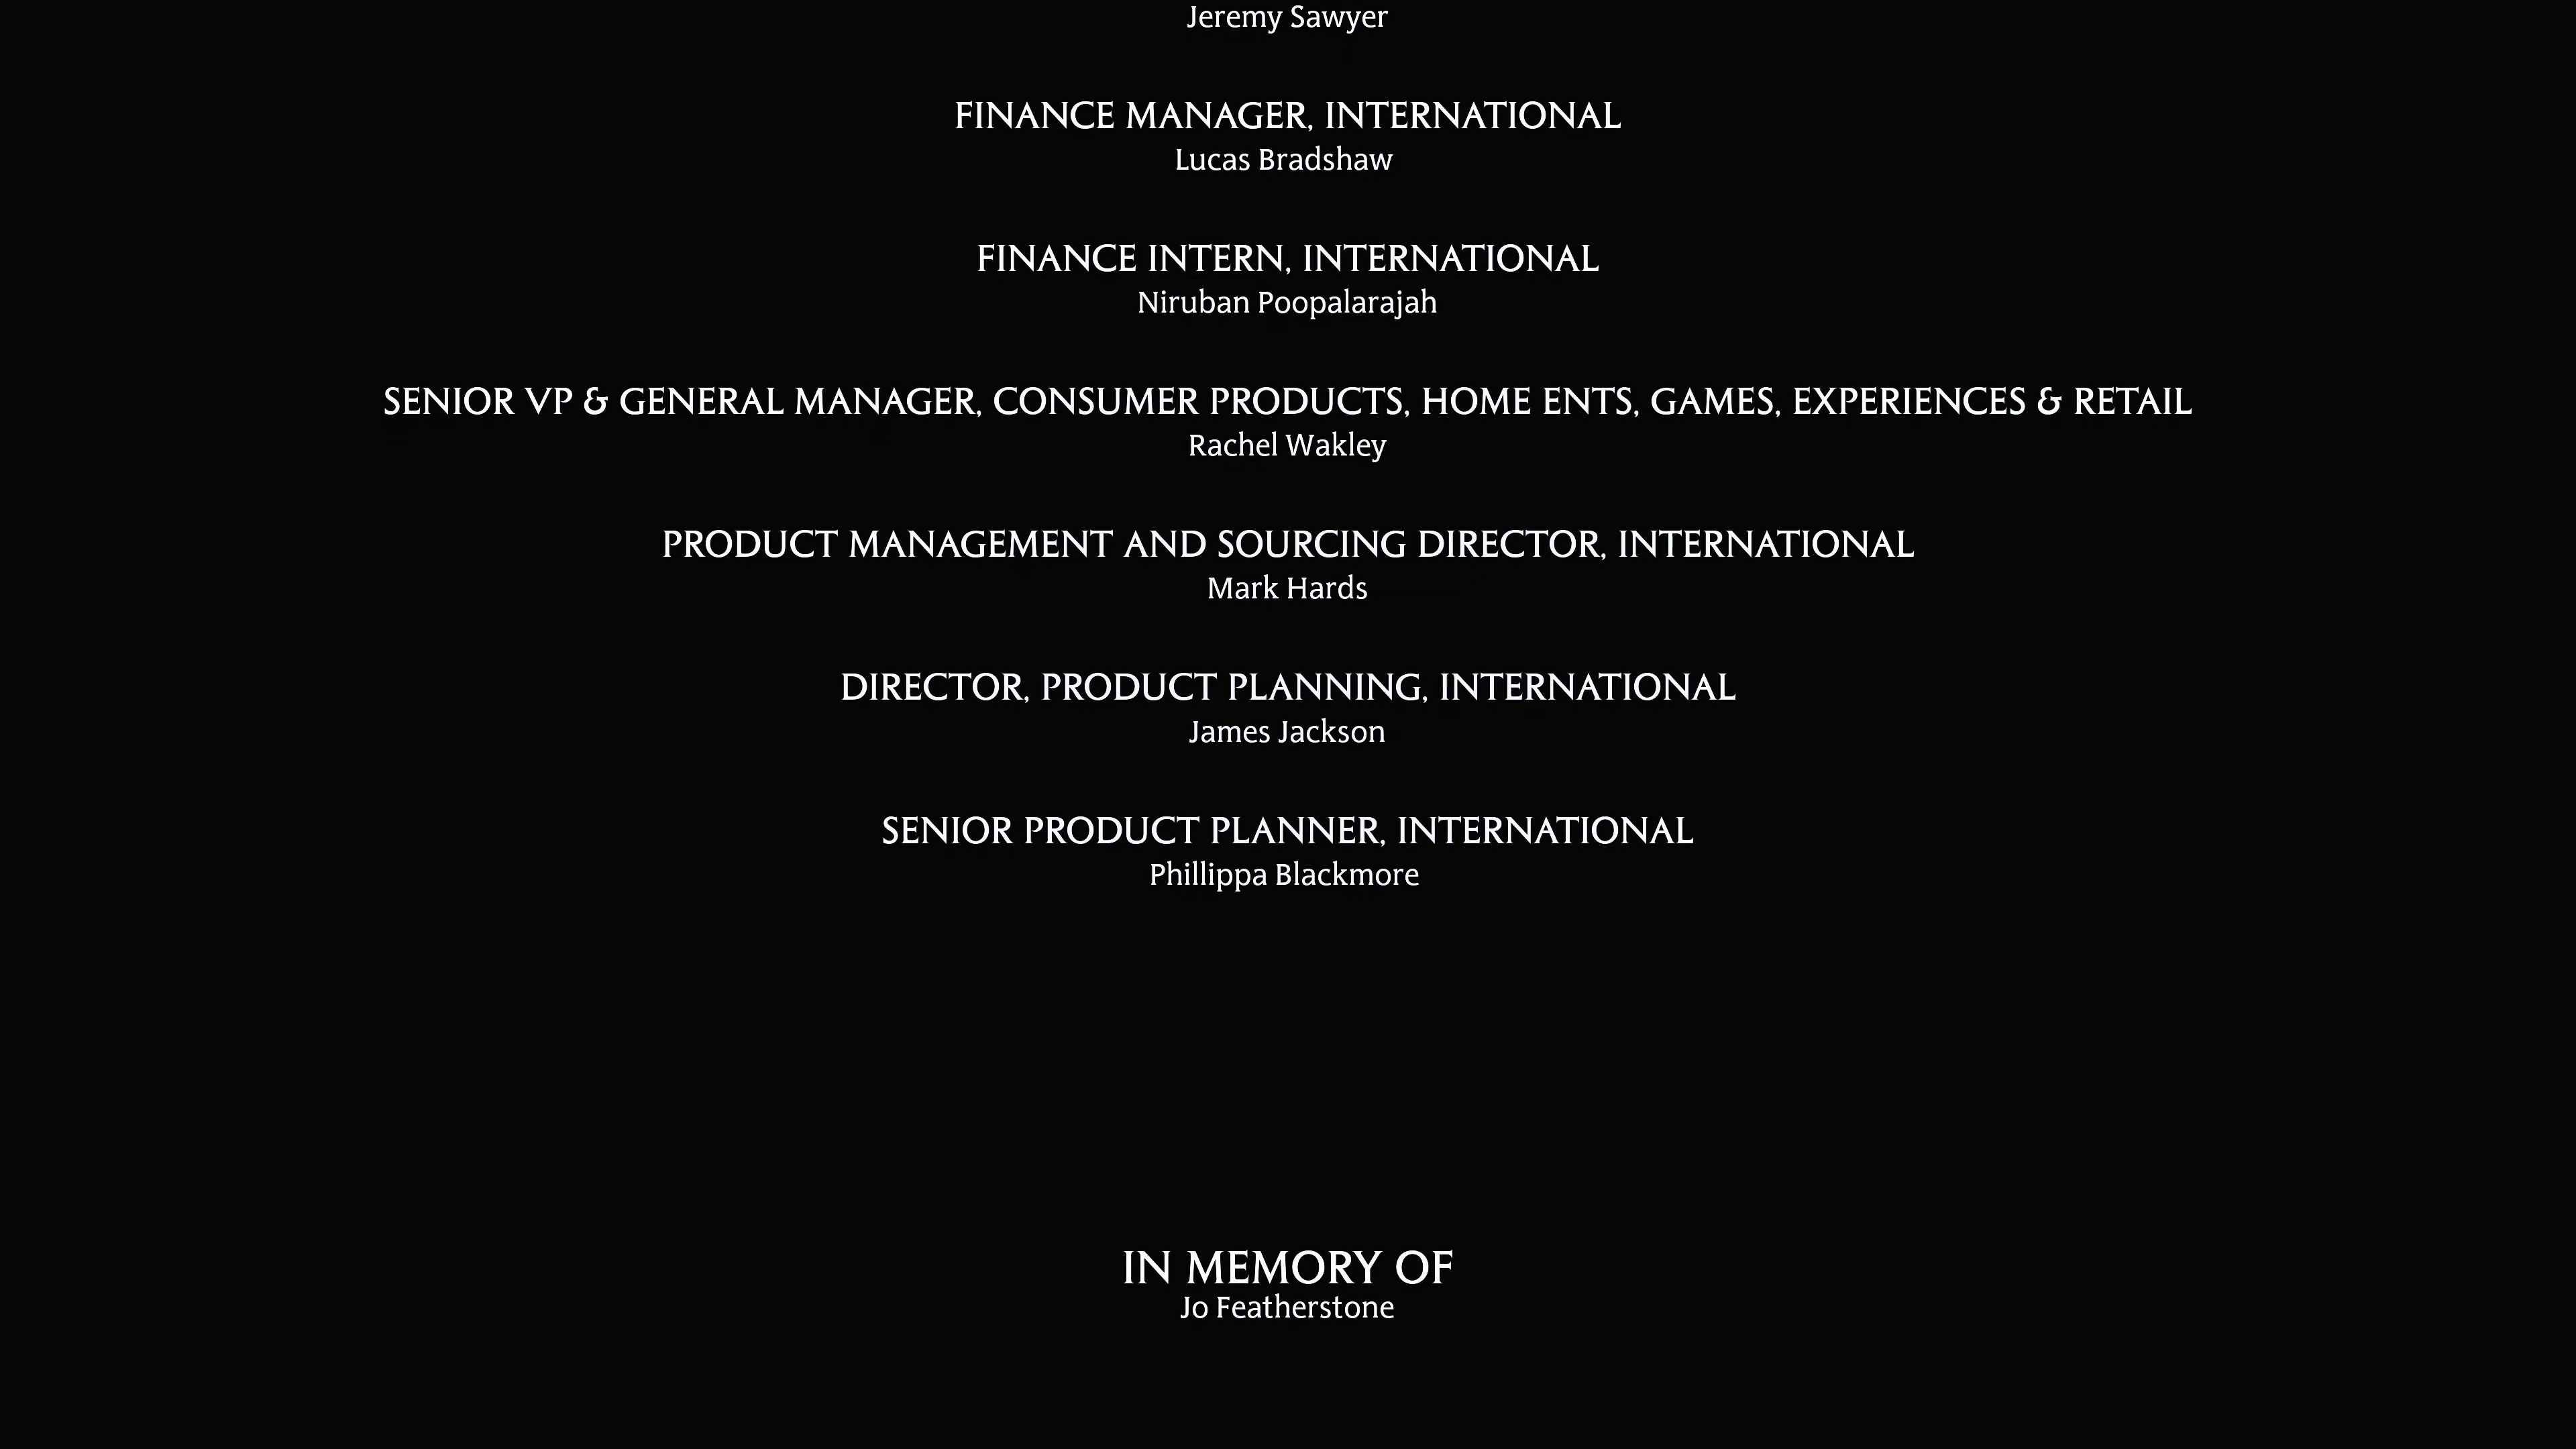 Jeremy Sawyer
FINANCE MANAGER, INTERNATIONAL
Lucas Bradshaw
FINANCE INTERN, INTERNATIONAL
Niruban Poopalarajah
SENIOR VP & GENERAL MANAGER, CONSUMER PRODUCTS, HOME ENTS, GAMES, EXPERIENCES & RETAIL
Rachel Wakley
PRODUCT MANAGEMENT AND SOURCING DIRECTOR, INTERNATIONAL
Mark Hards
DIRECTOR, PRODUCT PLANNING, INTERNATIONAL
James Jackson
SENIOR PRODUCT PLANNER, INTERNATIONAL
Phillippa Blackmore
IN MEMORY OF
Jo Featherstone